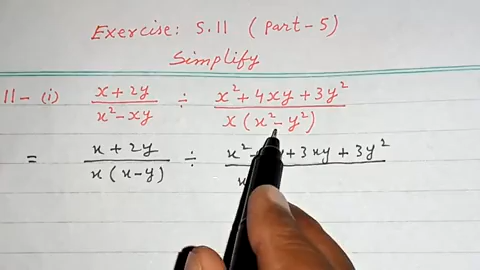 Exercise: 5.11 (part-5)
Simplify
11- (i) x+2y / x²-xy ÷ x²+4xy+3y² / x(x²-y²)
= x+2y / x(x-y) ÷ x² y+3xy+3y² / x